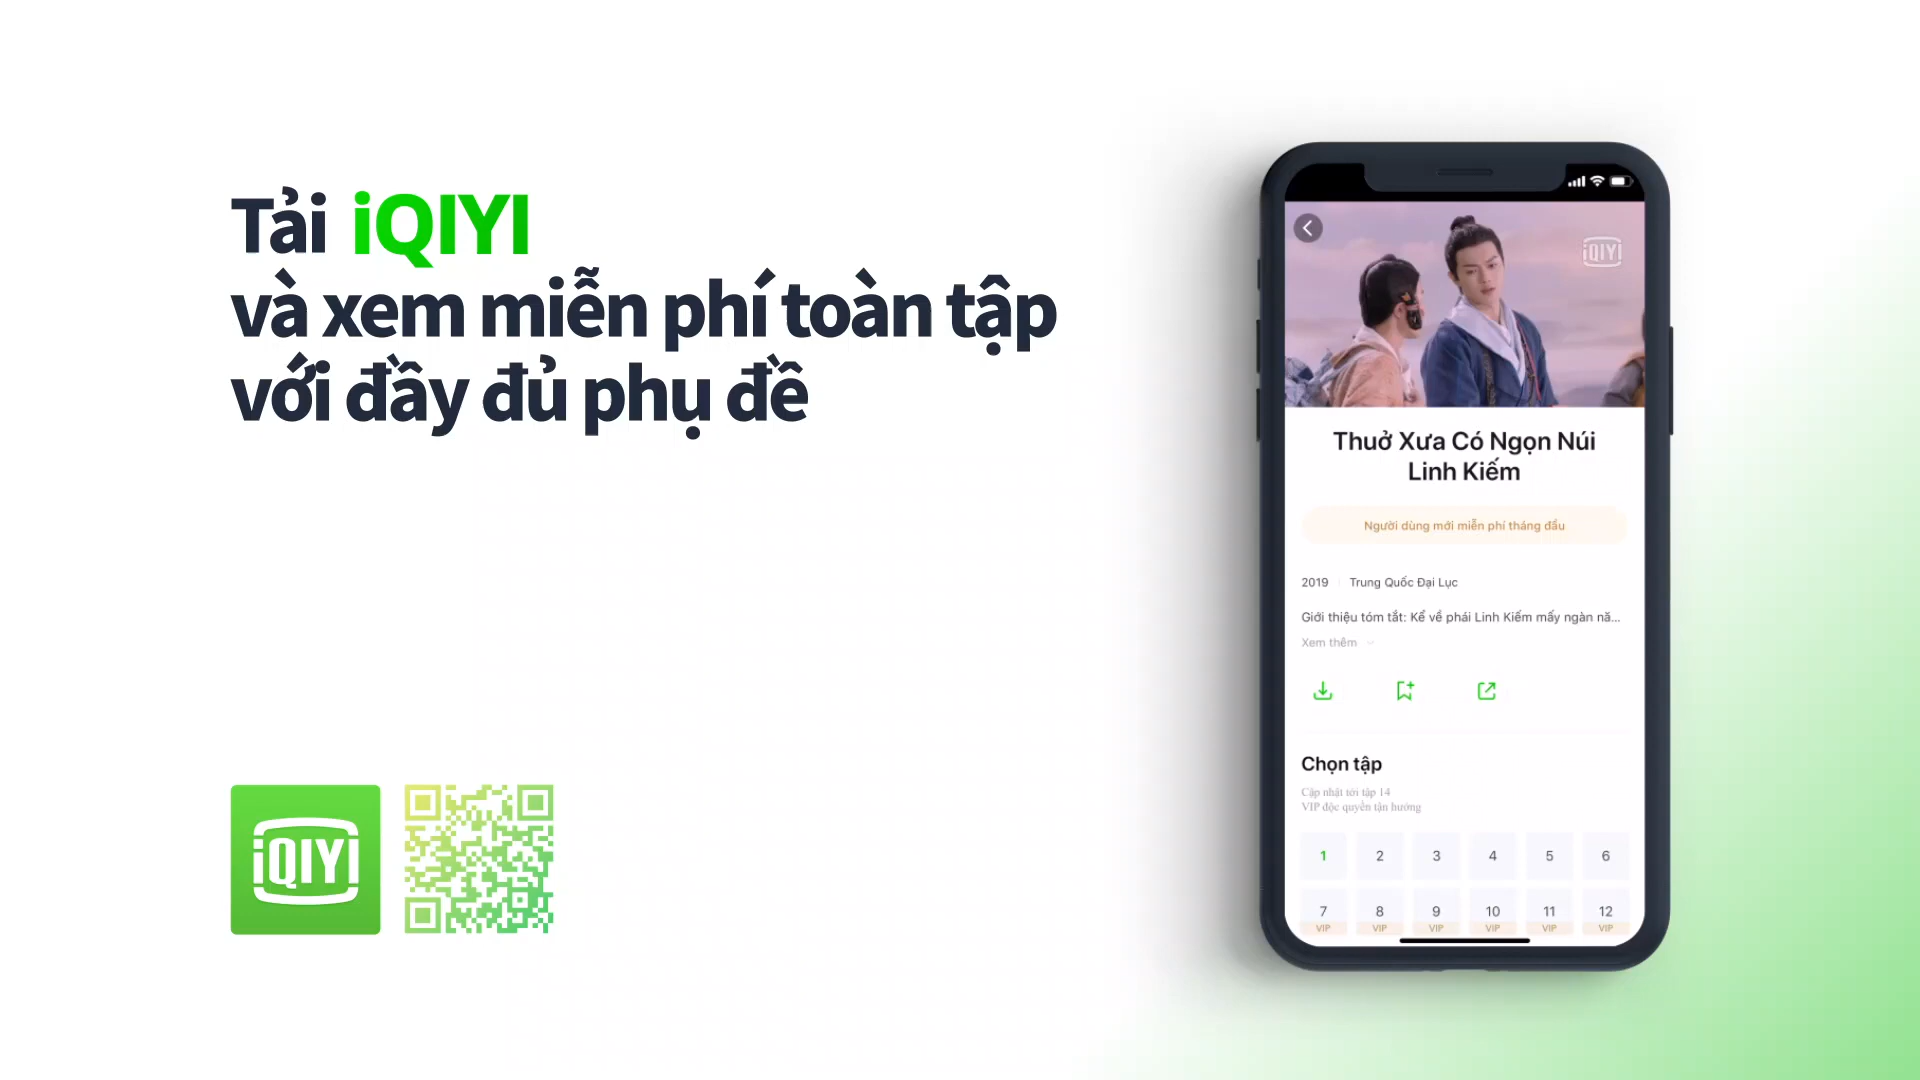 Tải iQIYI
và xem miễn phí toàn tập
với đầy đủ phụ đề
iQIYI
iQIYI
Thuở Xưa Có Ngọn Núi
Linh Kiếm
Người dùng mới miễn phí tháng đầu
2019 Trung Quốc Đại Lục
Giới thiệu tóm tắt: Kể về phái Linh Kiếm mấy ngàn nă...
Xem thêm
Chọn tập
Cập nhật tới tập 14
VIP độc quyền tận hưởng
1 2 3 4 5 6
7 8 9 10 11 12
VIP VIP VIP VIP VIP VIP